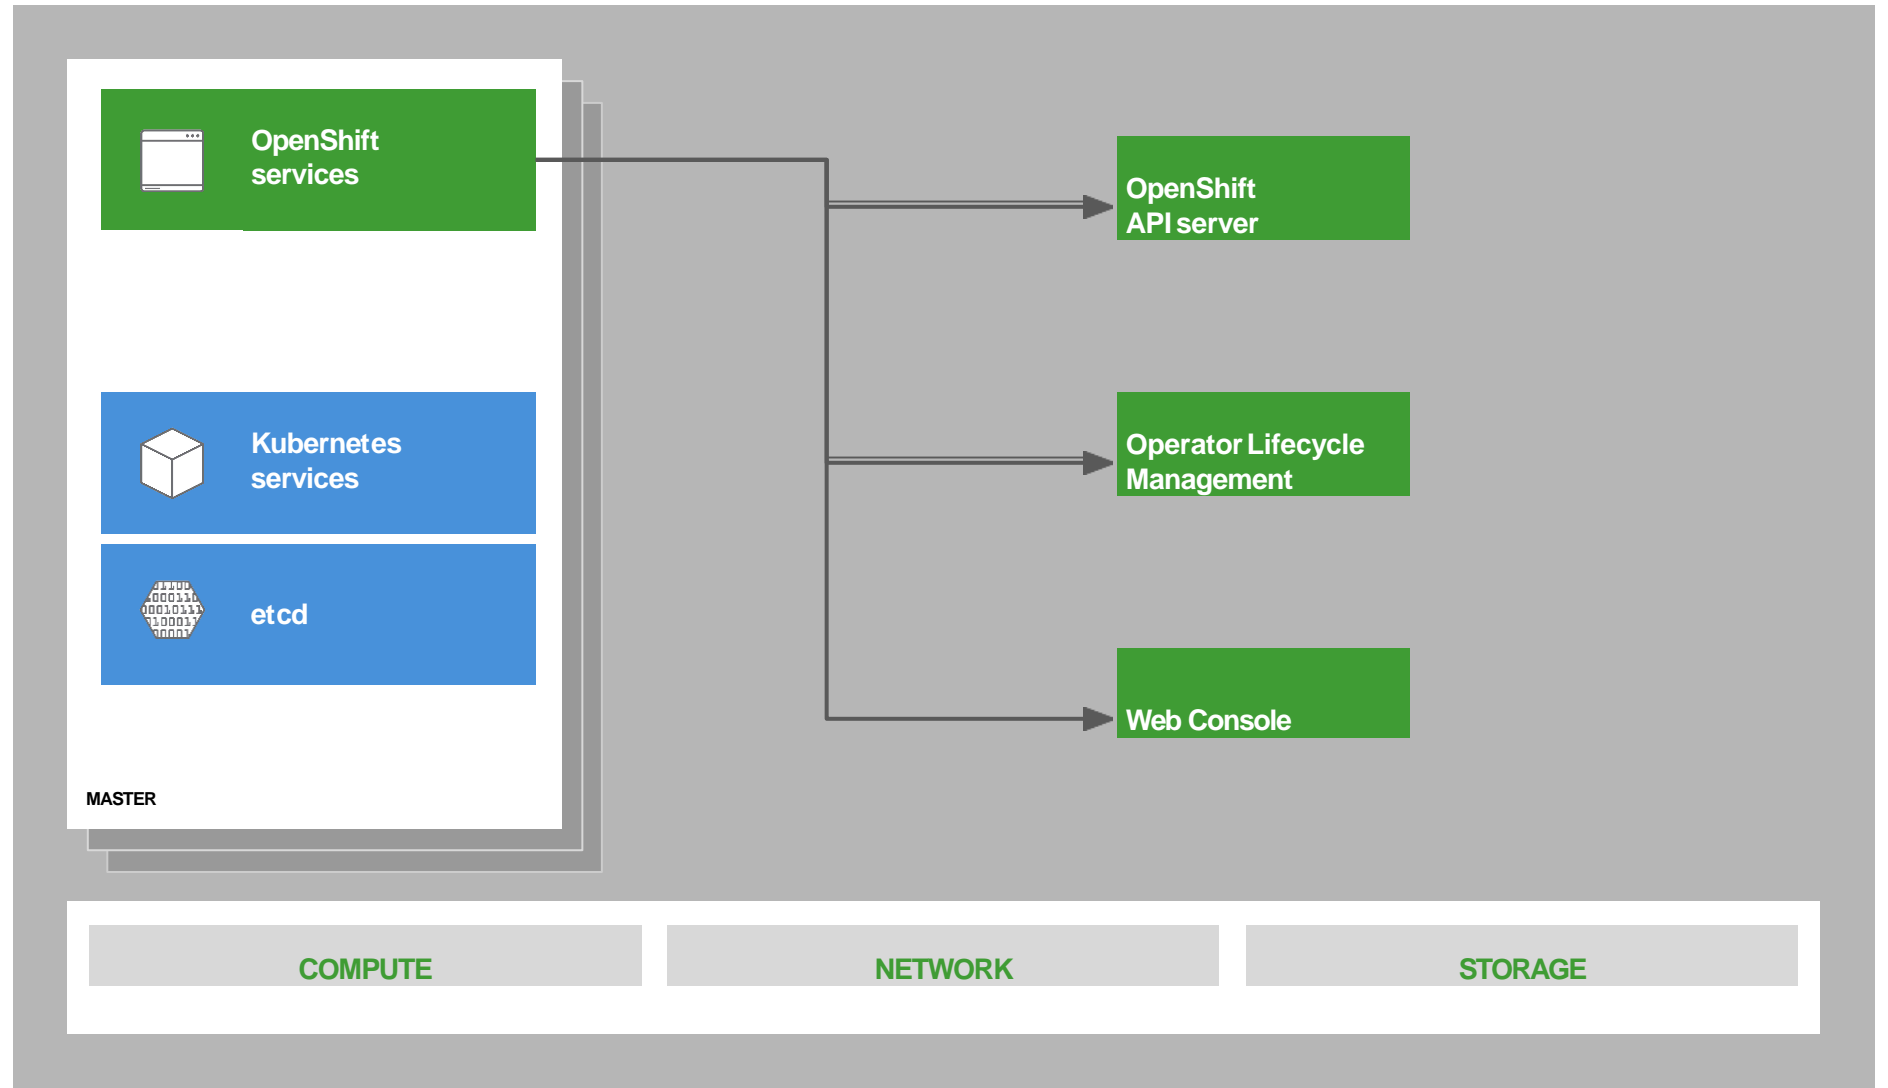 OpenShift
services
OpenShift
API server
Kubernetes
services
Operator Lifecycle
Management
etcd
Web Console
MASTER
COMPUTE
NETWORK
STORAGE